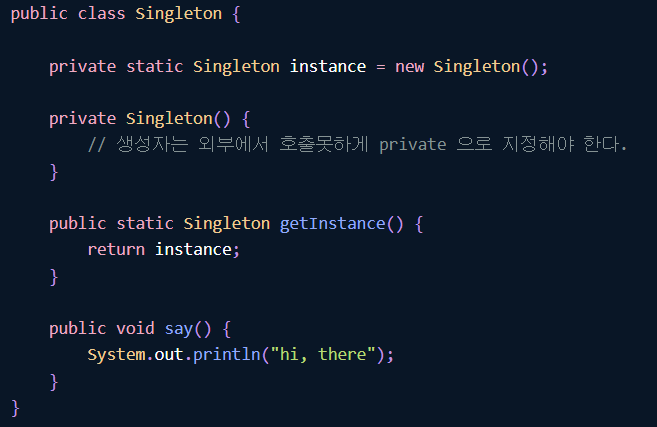 public class Singleton {
private static Singleton instance = new Singleton();
private Singleton() {
// 생성자는 외부에서 호출못하게 private 으로 지정해야 한다.
}
public static Singleton getInstance() {
return instance;
}
public void say() {
System.out.println("hi, there");
}
}